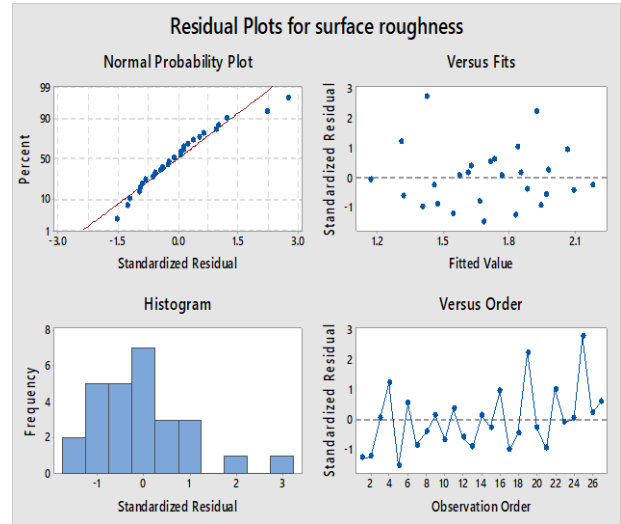 Residual Plots for surface roughness
Normal Probability Plot
Percent
99
90
50
10
1
-3.0 -1.5 0.0 1.5 3.0
Standardized Residual
Versus Fits
Standardized Residual
3
2
1
0
-1
1.2 1.5 1.8 2.1
Fitted Value
Histogram
Frequency
8
6
4
2
0
-1 0 1 2 3
Standardized Residual
Versus Order
Standardized Residual
3
2
1
0
-1
2 4 6 8 10 12 14 16 18 20 22 24 26
Observation Order